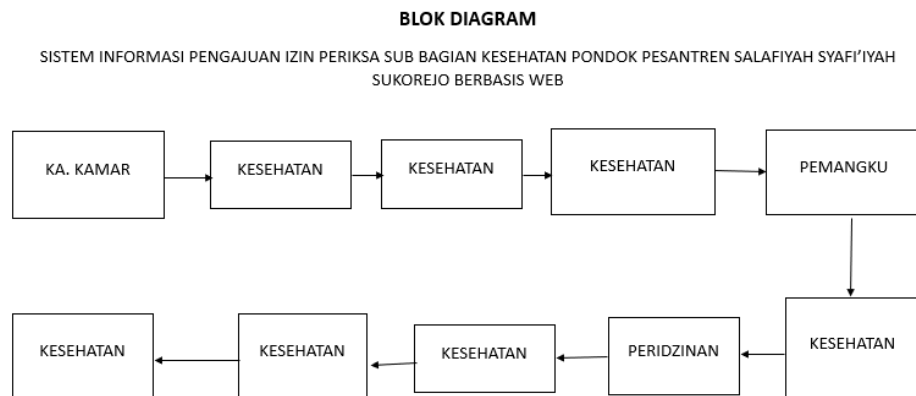 BLOK DIAGRAM
SISTEM INFORMASI PENGAJUAN IZIN PERIKSA SUB BAGIAN KESEHATAN PONDOK PESANTREN SALAFIYAH SYAFI'IYAH
SUKOREJO BERBASIS WEB
KA. KAMAR
KESEHATAN
KESEHATAN
KESEHATAN
PEMANGKU
KESEHATAN
KESEHATAN
KESEHATAN
PERIDZINAN
KESEHATAN